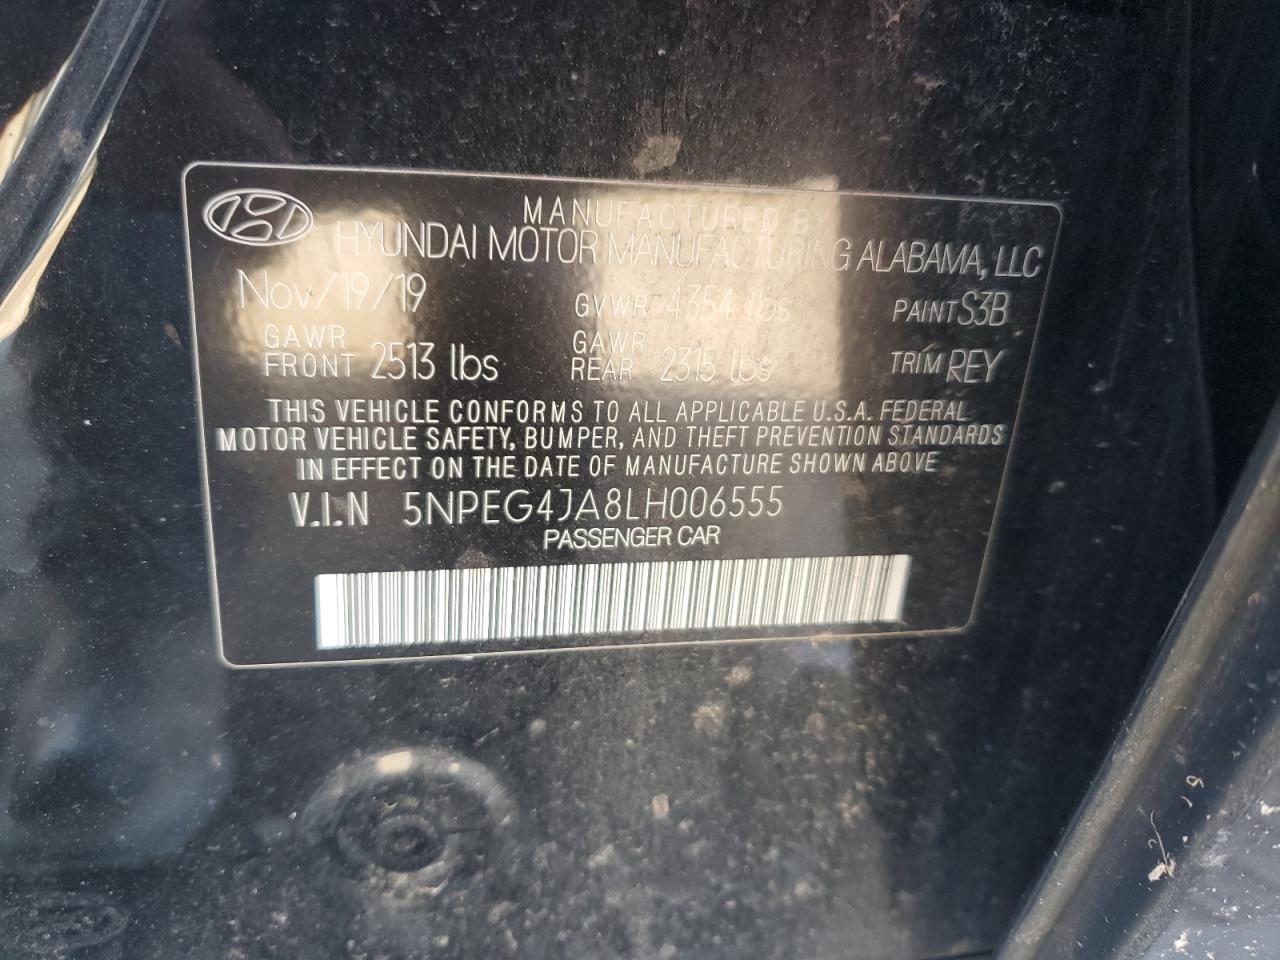 MANUFACTURED BY
HYUNDAI MOTOR MANUFACTURING ALABAMA, LLC
Nov/19/19 GVWR 4354 lbs PAINT S3B
GAWR FRONT 2513 lbs GAWR REAR 2315 lbs TRIM REY
THIS VEHICLE CONFORMS TO ALL APPLICABLE U.S.A. FEDERAL
MOTOR VEHICLE SAFETY, BUMPER, AND THEFT PREVENTION STANDARDS
IN EFFECT ON THE DATE OF MANUFACTURE SHOWN ABOVE
V.I.N 5NPEG4JA8LH006555
PASSENGER CAR